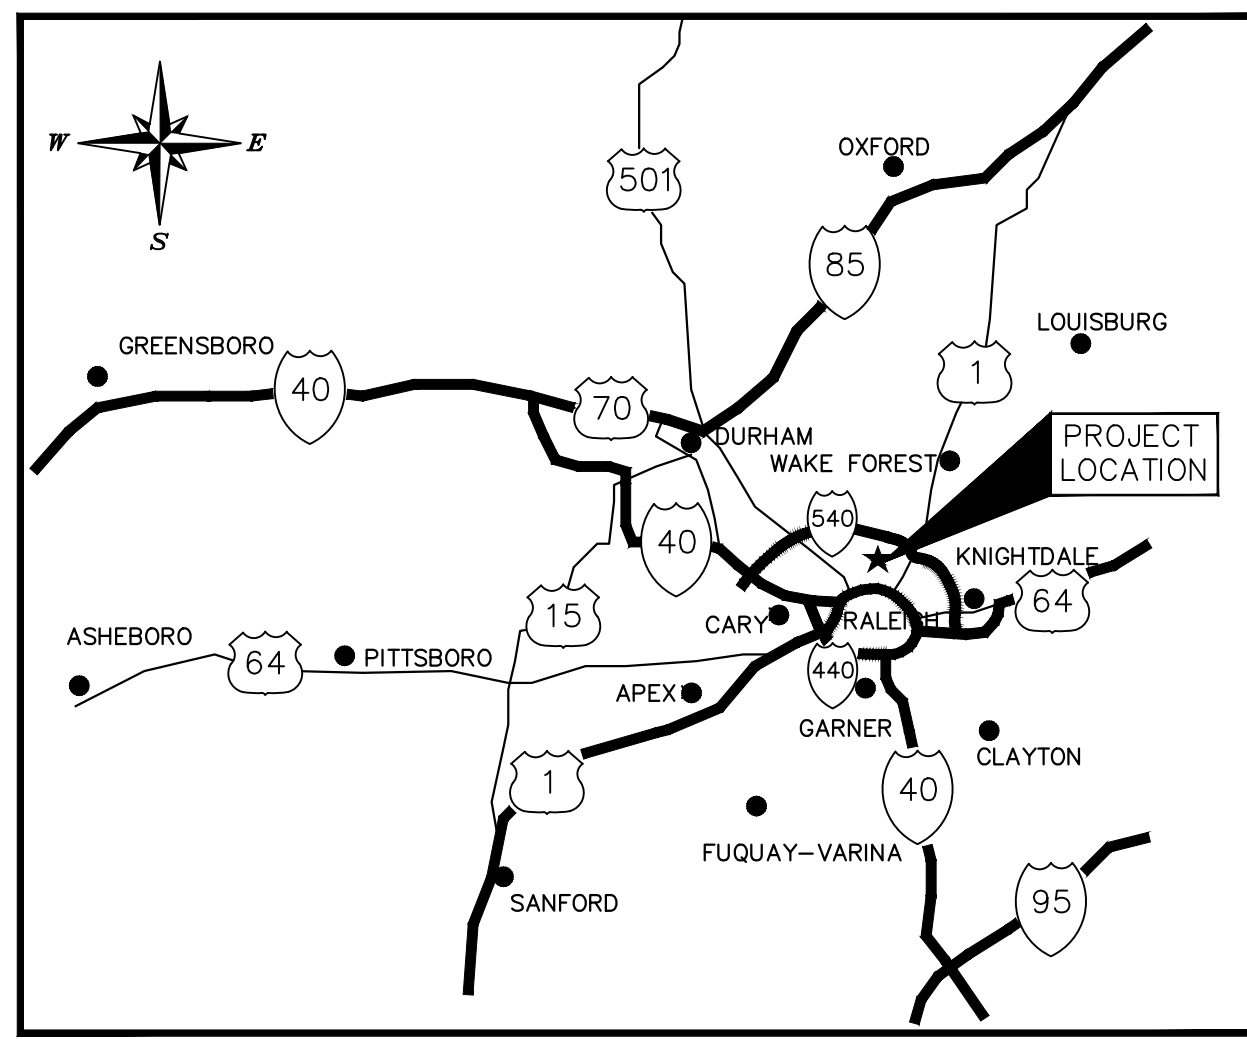 OXFORD
W
E
501
S
85
LOUISBURG
GREENSBORO
1
40
70
DURHAM
PROJECT
LOCATION
WAKE FOREST
540
40
KNIGHTDALE
64
15
CARY
RALEIGH
ASHEBORO
64
PITTSBORO
440
APEX
GARNER
CLAYTON
1
40
FUQUAY-VARINA
SANFORD
95